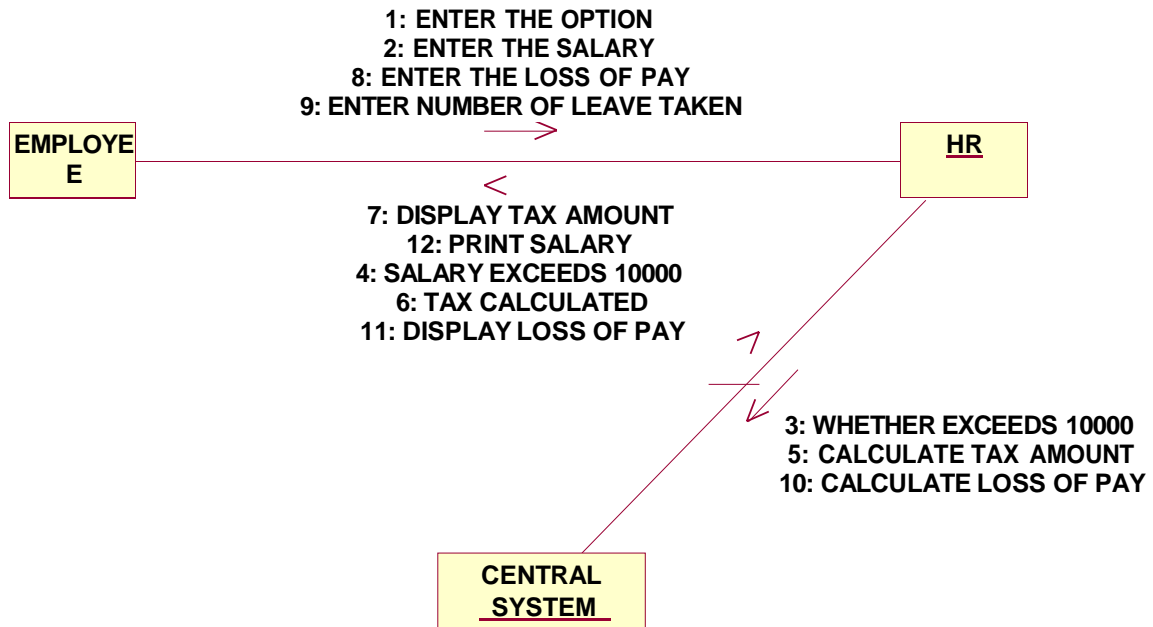 1: ENTER THE OPTION
2: ENTER THE SALARY
8: ENTER THE LOSS OF PAY
9: ENTER NUMBER OF LEAVE TAKEN
EMPLOYE
E
HR
7: DISPLAY TAX AMOUNT
12: PRINT SALARY
4: SALARY EXCEEDS 10000
6: TAX CALCULATED
11: DISPLAY LOSS OF PAY
3: WHETHER EXCEEDS 10000
5: CALCULATE TAX AMOUNT
10: CALCULATE LOSS OF PAY
CENTRAL
SYSTEM